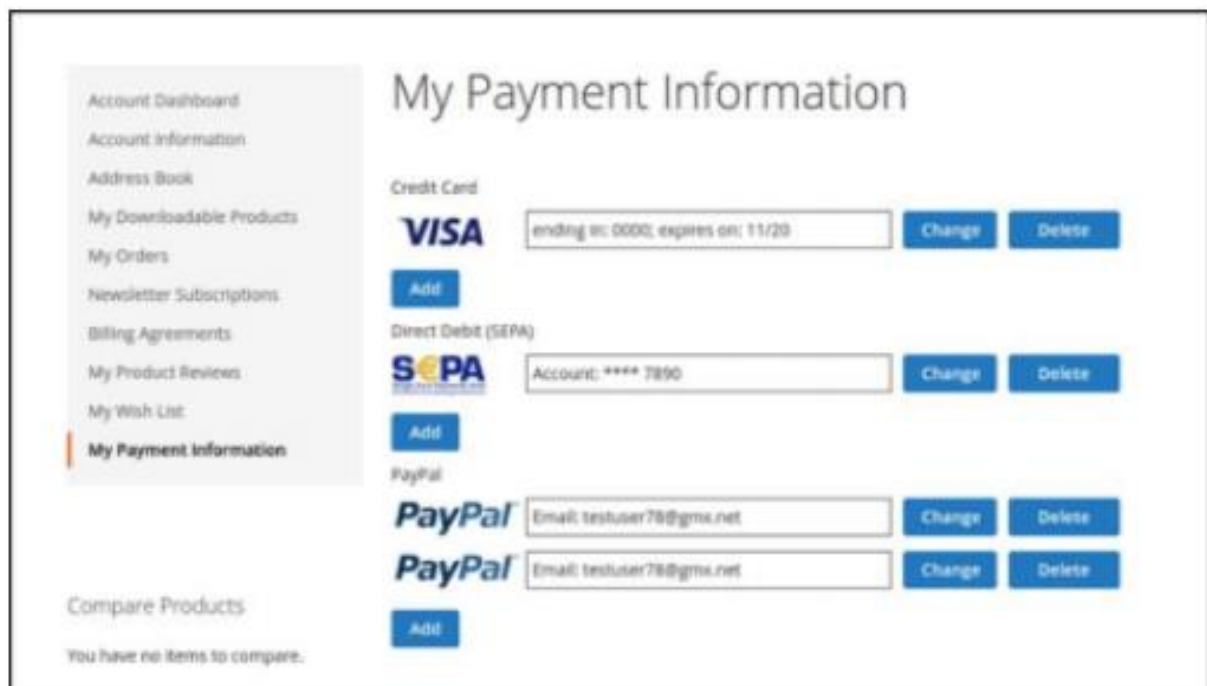 Account Dashboard
Account Information
Address Book
My Downloadable Products
My Orders
Newsletter Subscriptions
Billing Agreements
My Product Reviews
My Wish List
My Payment Information
Compare Products
You have no items to compare.
My Payment Information
Credit Card
VISA ending in: 0000; expires on: 11/20 Change Delete
Add
Direct Debit (SEPA)
SEPA Account: **** 7890 Change Delete
Add
PayPal
PayPal Email: testuser78@gmx.net Change Delete
PayPal Email: testuser78@gmx.net Change Delete
Add